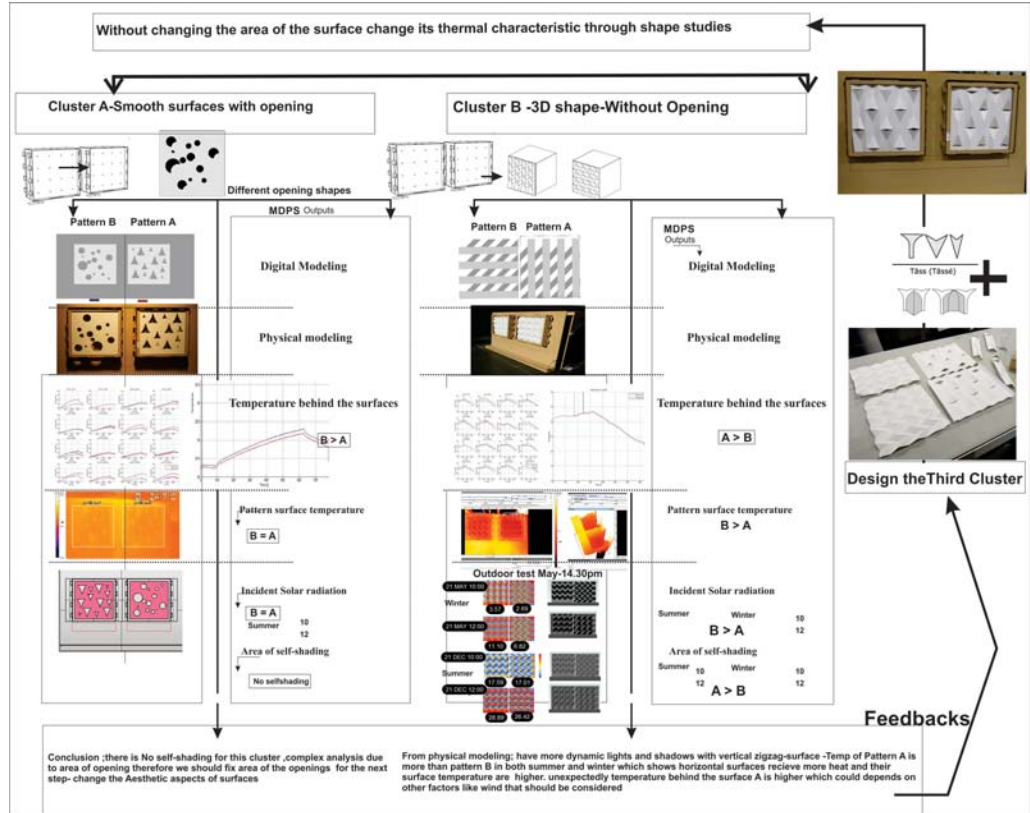 Without changing the area of the surface change its thermal characteristic through shape studies
Cluster A-Smooth surfaces with opening
Cluster B -3D shape-Without Opening
Different opening shapes
Pattern B Pattern A
MDPS Outputs
Digital Modeling
Physical modeling
Temperature behind the surfaces
B > A
Pattern surface temperature
B = A
Incident Solar radiation
B = A
Summer 10
12
Area of self-shading
No selfshading
Pattern B Pattern A
MDPS
Outputs
Digital Modeling
Physical modeling
Temperature behind the surfaces
A > B
Pattern surface temperature
B > A
Outdoor test May-14.30pm
21 MAY 10:00
Winter
3.57 2.69
21 MAY 12:00
21 DEC 10:00
Summer
17.59 17.01
21 DEC 12:00
Incident Solar radiation
Summer Winter 10
B > A 12
Area of self-shading
Summer 10 Winter 10
12 A > B 12
Tâss (Tâssé)
Design theThird Cluster
Feedbacks
Conclusion ;there is No self-shading for this cluster ,complex analysis due
to area of opening therefore we should fix area of the openings for the next
step- change the Aesthetic aspects of surfaces
From physical modeling; have more dynamic lights and shadows with vertical zigzag-surface -Temp of Pattern A is
more than pattern B in both summer and winter which shows horizontal surfaces recieve more heat and their
surface temperature are higher. unexpectedly temperature behind the surface A is higher which could depends on
other factors like wind that should be considered